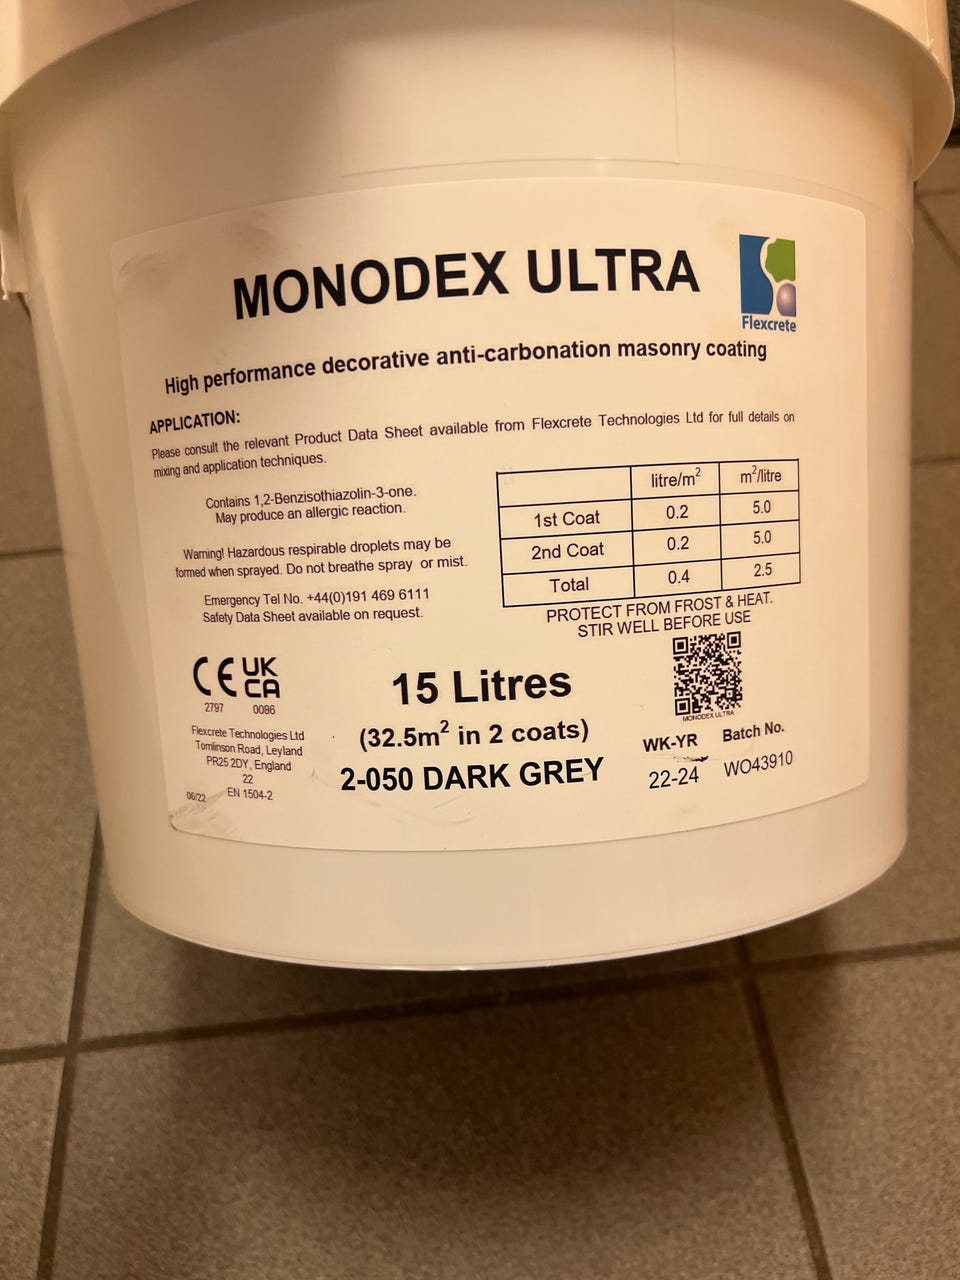 MONODEX ULTRA
Flexcrete
High performance decorative anti-carbonation masonry coating
APPLICATION:
Please consult the relevant Product Data Sheet available from Flexcrete Technologies Ltd for full details on
mixing and application techniques.
Contains 1,2-Benzisothiazolin-3-one.
May produce an allergic reaction.
Warning! Hazardous respirable droplets may be
formed when sprayed. Do not breathe spray or mist.
Emergency Tel No. +44(0)191 469 6111
Safety Data Sheet available on request.
litre/m² m²/litre
1st Coat 0.2 5.0
2nd Coat 0.2 5.0
Total 0.4 2.5
PROTECT FROM FROST & HEAT.
STIR WELL BEFORE USE
MONODEX ULTRA
CE UK
CA
2797 0086
Flexcrete Technologies Ltd
Tomlinson Road, Leyland
PR25 2DY, England
22
06/22 EN 1504-2
15 Litres
(32.5m² in 2 coats)
2-050 DARK GREY
WK-YR Batch No.
22-24 WO43910